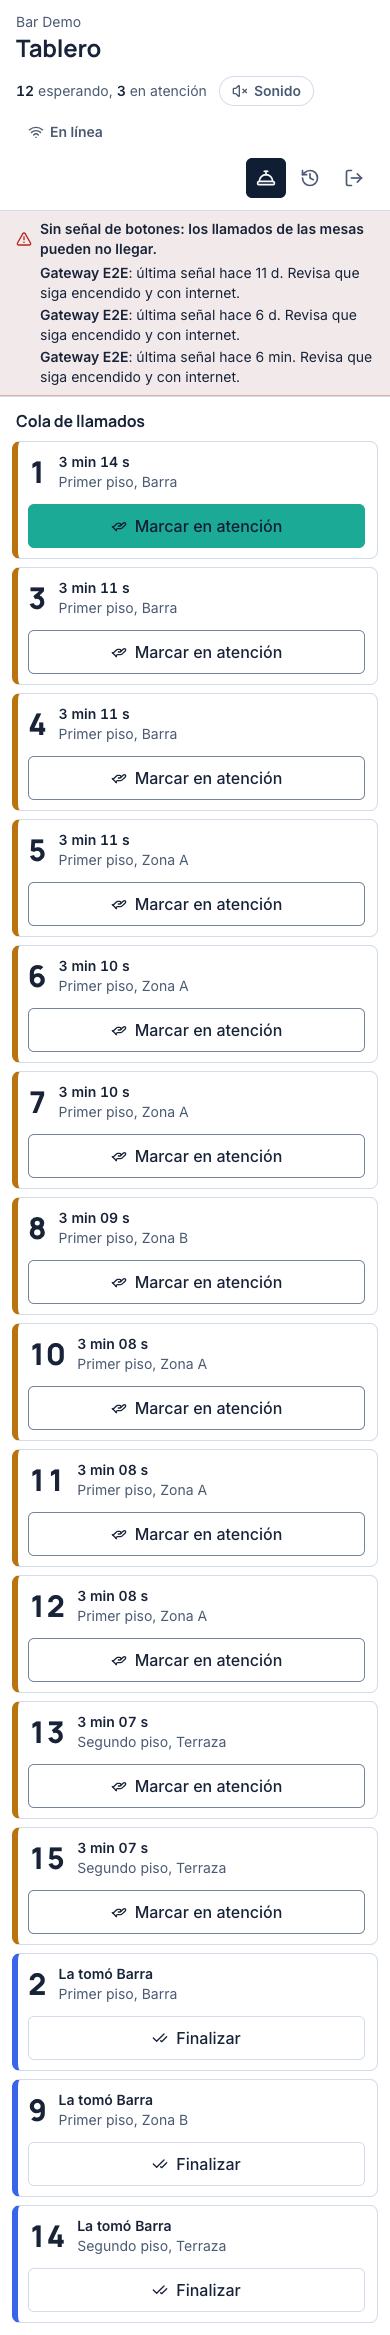 Bar Demo
Tablero
12 esperando, 3 en atención
Sonido
En línea
Sin señal de botones: los llamados de las mesas
pueden no llegar.
Gateway E2E: última señal hace 11 d. Revisa que
siga encendido y con internet.
Gateway E2E: última señal hace 6 d. Revisa que
siga encendido y con internet.
Gateway E2E: última señal hace 6 min. Revisa que
siga encendido y con internet.
Cola de llamados
1
3 min 14 s
Primer piso, Barra
Marcar en atención
3
3 min 11 s
Primer piso, Barra
Marcar en atención
4
3 min 11 s
Primer piso, Barra
Marcar en atención
5
3 min 11 s
Primer piso, Zona A
Marcar en atención
6
3 min 10 s
Primer piso, Zona A
Marcar en atención
7
3 min 10 s
Primer piso, Zona A
Marcar en atención
8
3 min 09 s
Primer piso, Zona B
Marcar en atención
10
3 min 08 s
Primer piso, Zona A
Marcar en atención
11
3 min 08 s
Primer piso, Zona A
Marcar en atención
12
3 min 08 s
Primer piso, Zona A
Marcar en atención
13
3 min 07 s
Segundo piso, Terraza
Marcar en atención
15
3 min 07 s
Segundo piso, Terraza
Marcar en atención
2
La tomó Barra
Primer piso, Barra
Finalizar
9
La tomó Barra
Primer piso, Zona B
Finalizar
14
La tomó Barra
Segundo piso, Terraza
Finalizar